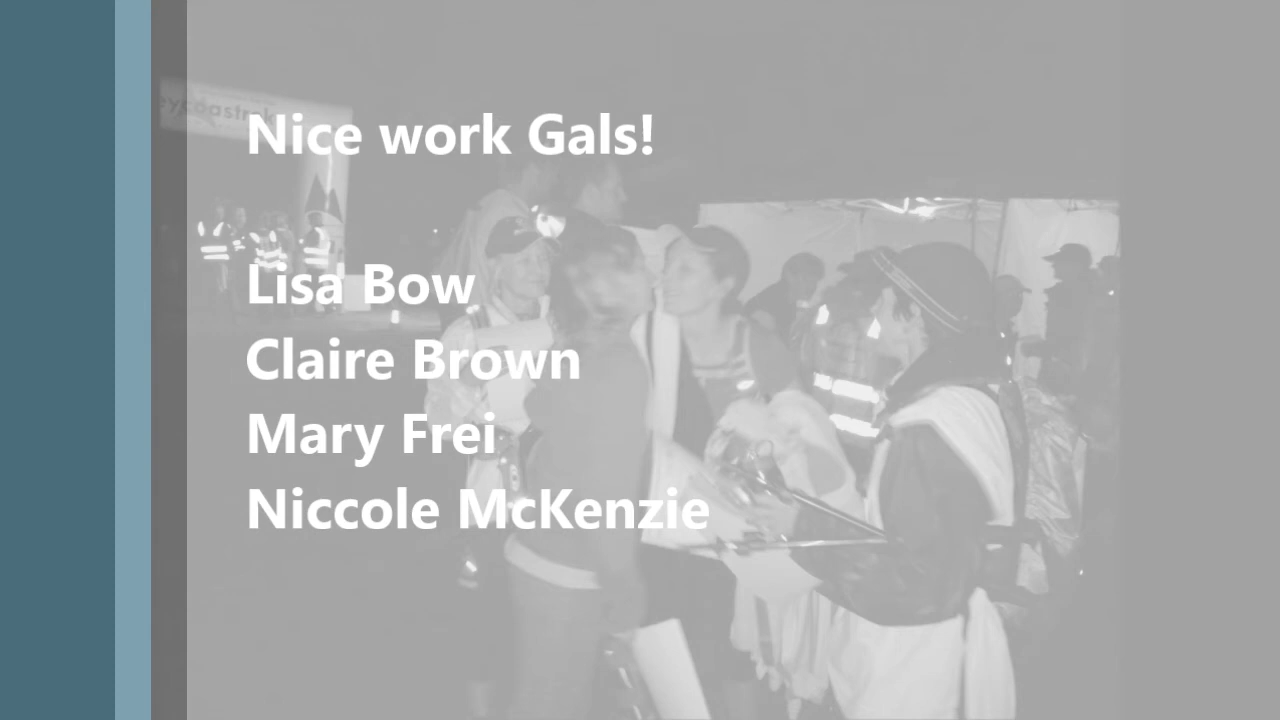 Nice work Gals!
Lisa Bow
Claire Brown
Mary Frei
Niccole McKenzie